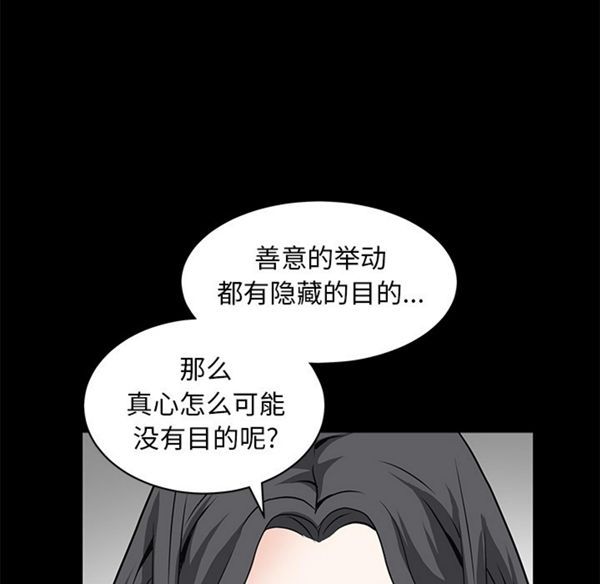 善意的举动
都有隐藏的目的...
那么
真心怎么可能
没有目的呢?